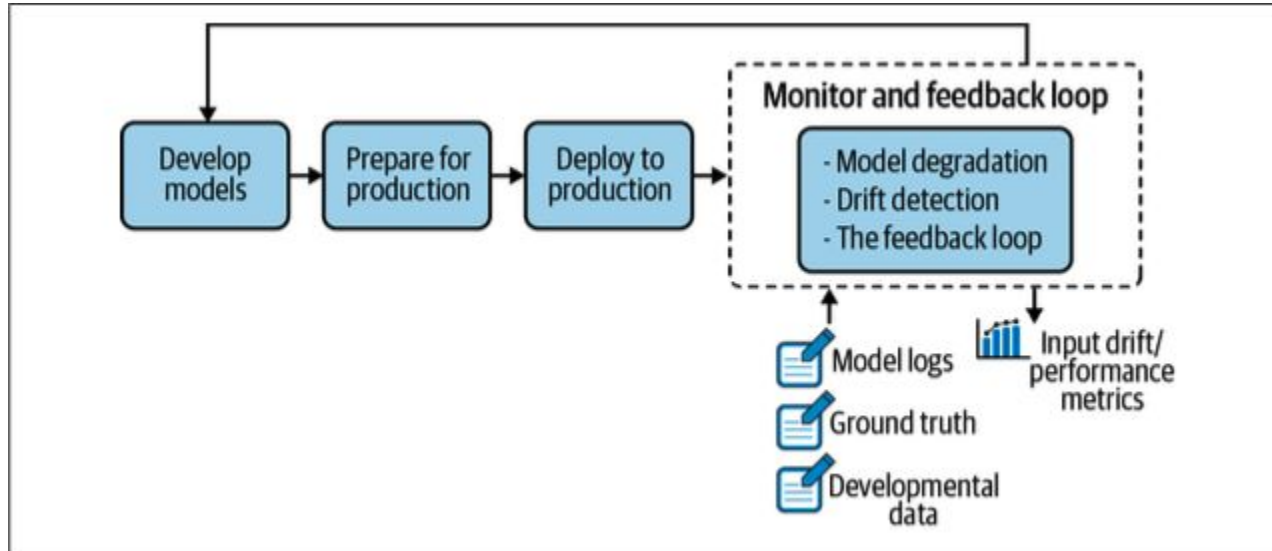 Monitor and feedback loop
Develop
models
Prepare for
production
Deploy to
production
- Model degradation
- Drift detection
- The feedback loop
Model logs
Ground truth
Developmental
data
Input drift/
performance
metrics